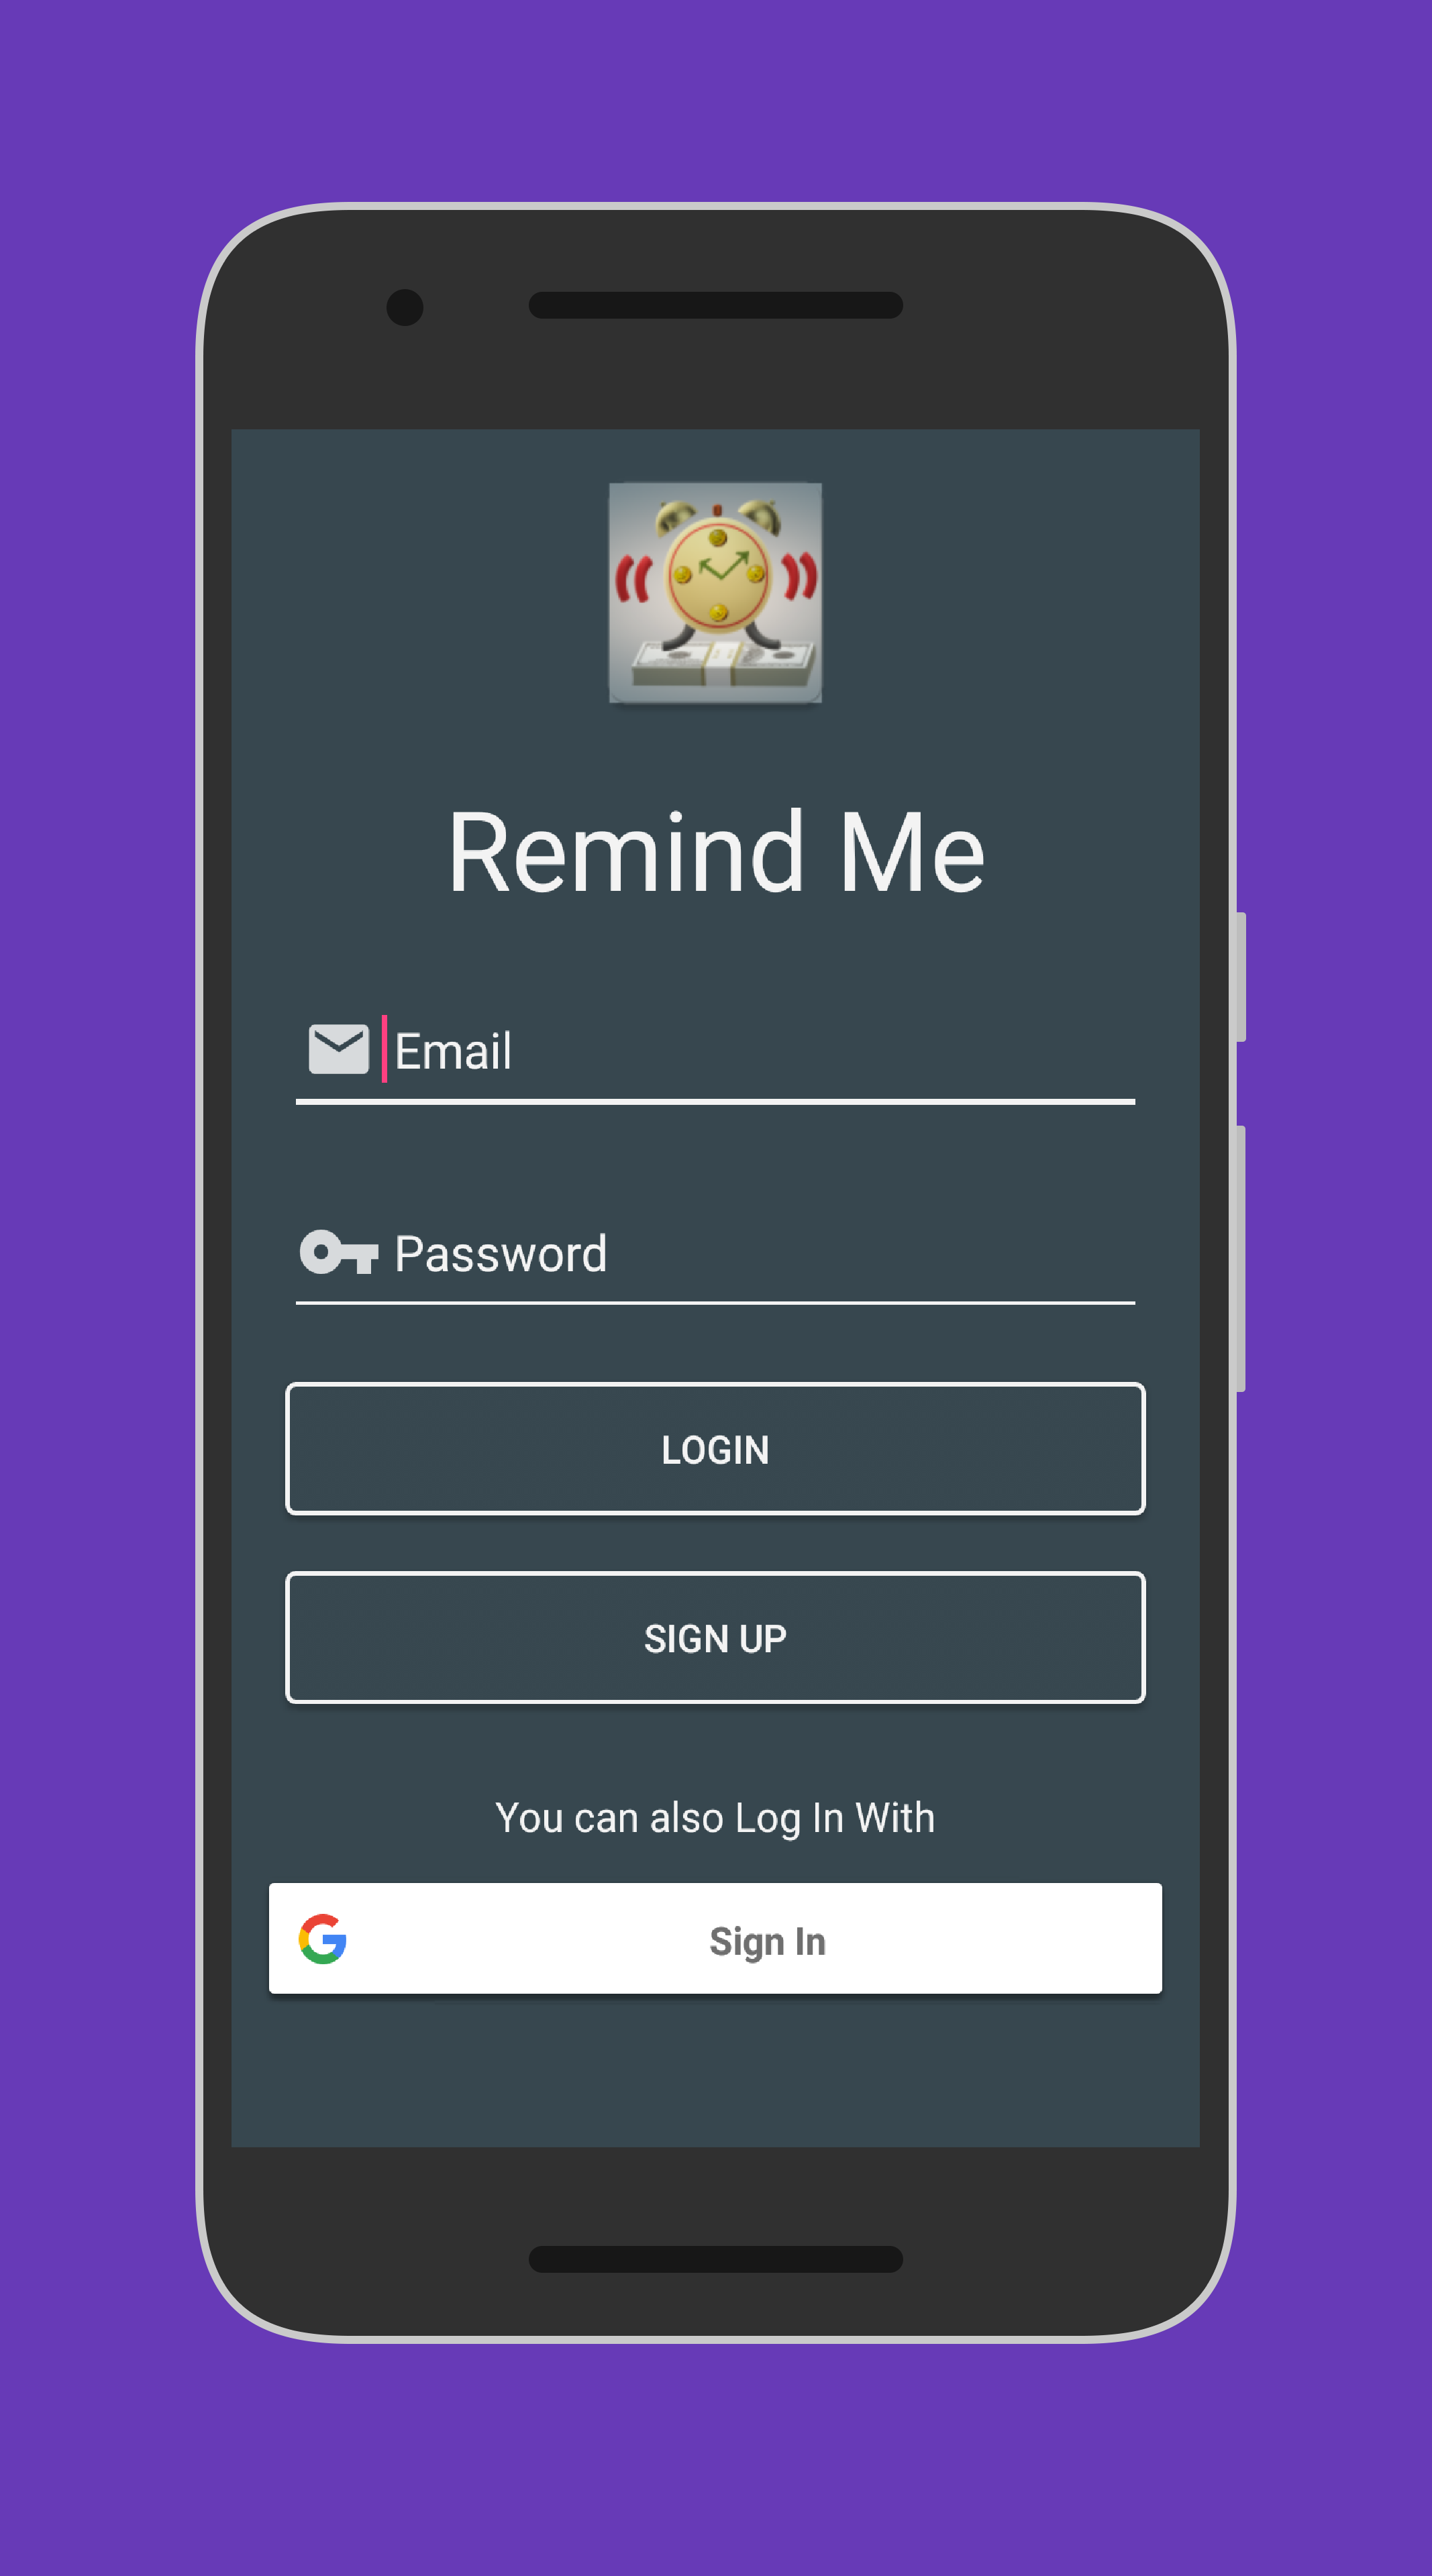 Remind Me
Email
Password
LOGIN
SIGN UP
You can also Log In With
Sign In